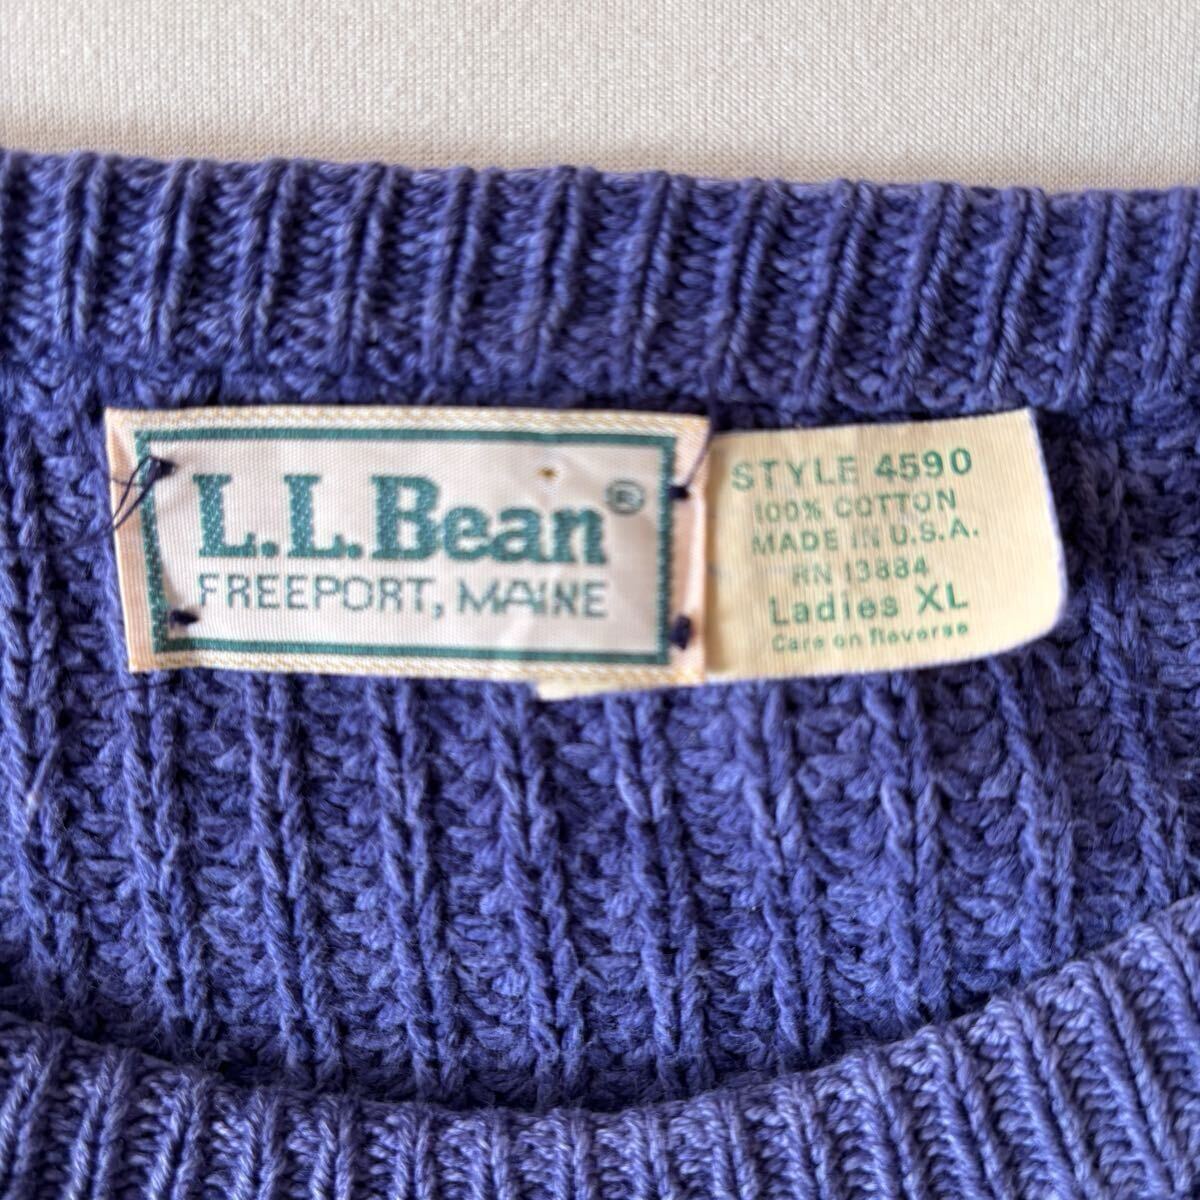 L.L.Bean®
FREEPORT, MAINE
STYLE 4590
100% COTTON
MADE IN U.S.A.
RN 13884
Ladies XL
Care on Reverse